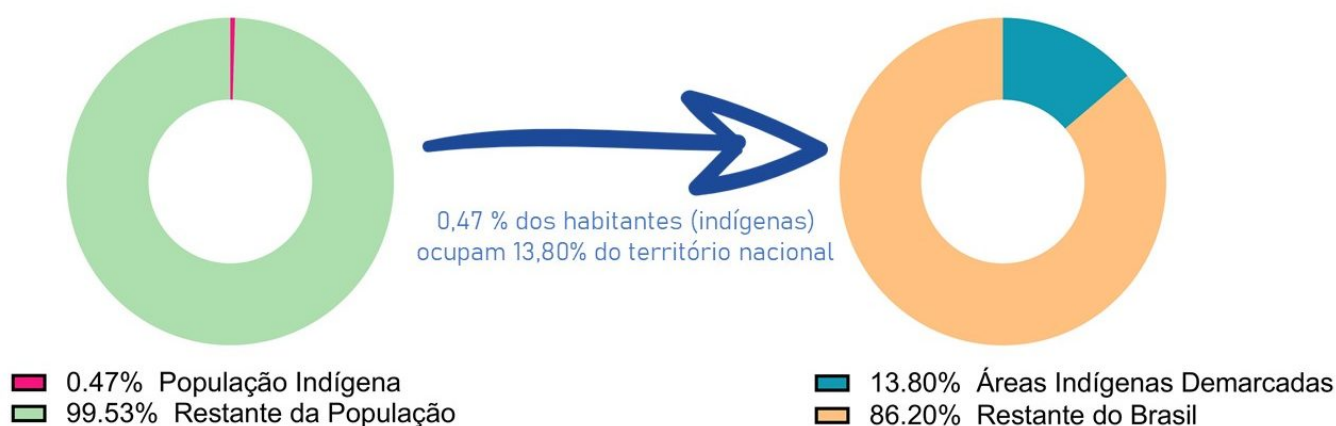 0,47 % dos habitantes (indígenas)
ocupam 13,80% do território nacional
0.47% População Indígena
99.53% Restante da População
13.80% Áreas Indígenas Demarcadas
86.20% Restante do Brasil